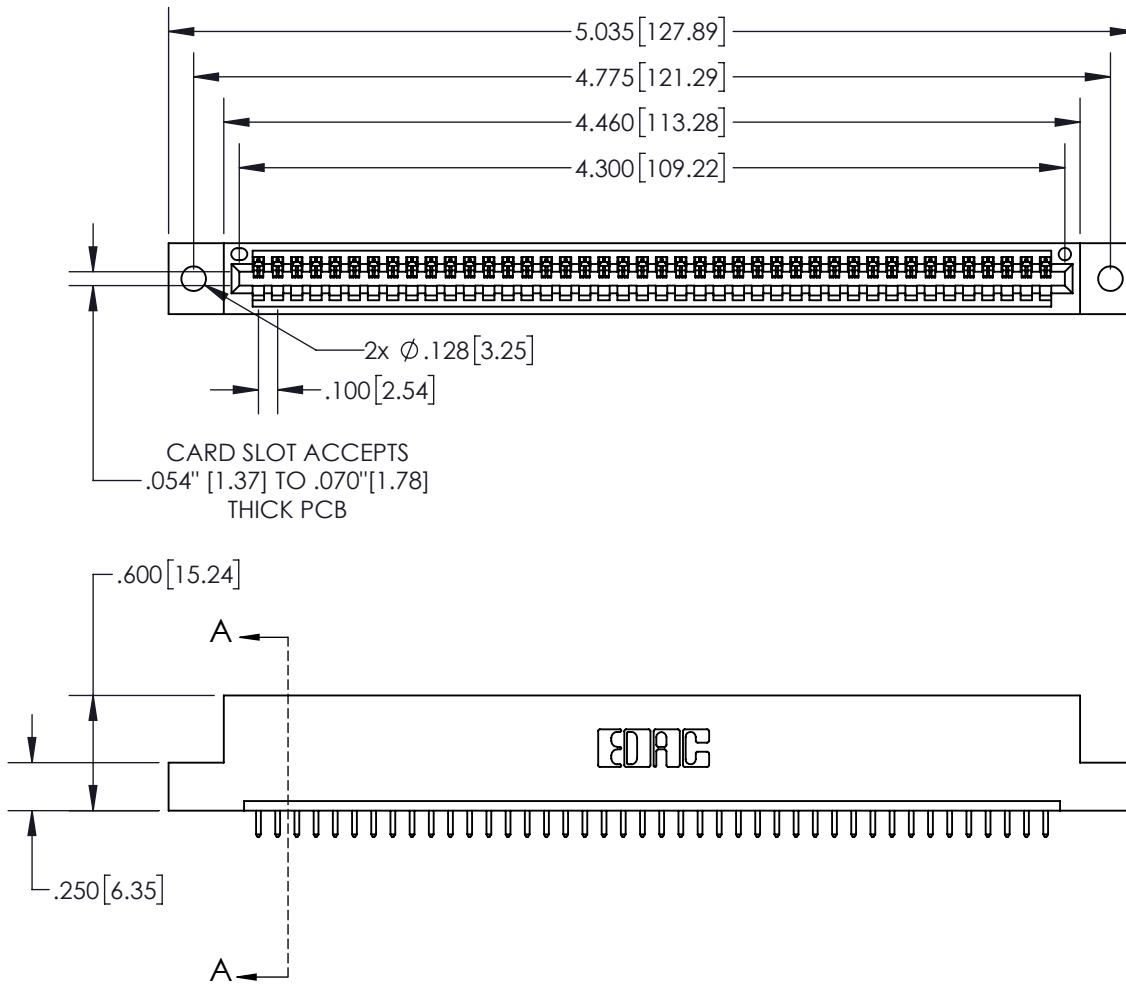 5.035[127.89]
4.775[121.29]
4.460[113.28]
4.300[109.22]
2x Ø.128[3.25]
.100[2.54]
CARD SLOT ACCEPTS
.054" [1.37] TO .070"[1.78]
THICK PCB
.600[15.24]
A
EDAC
.250[6.35]
A